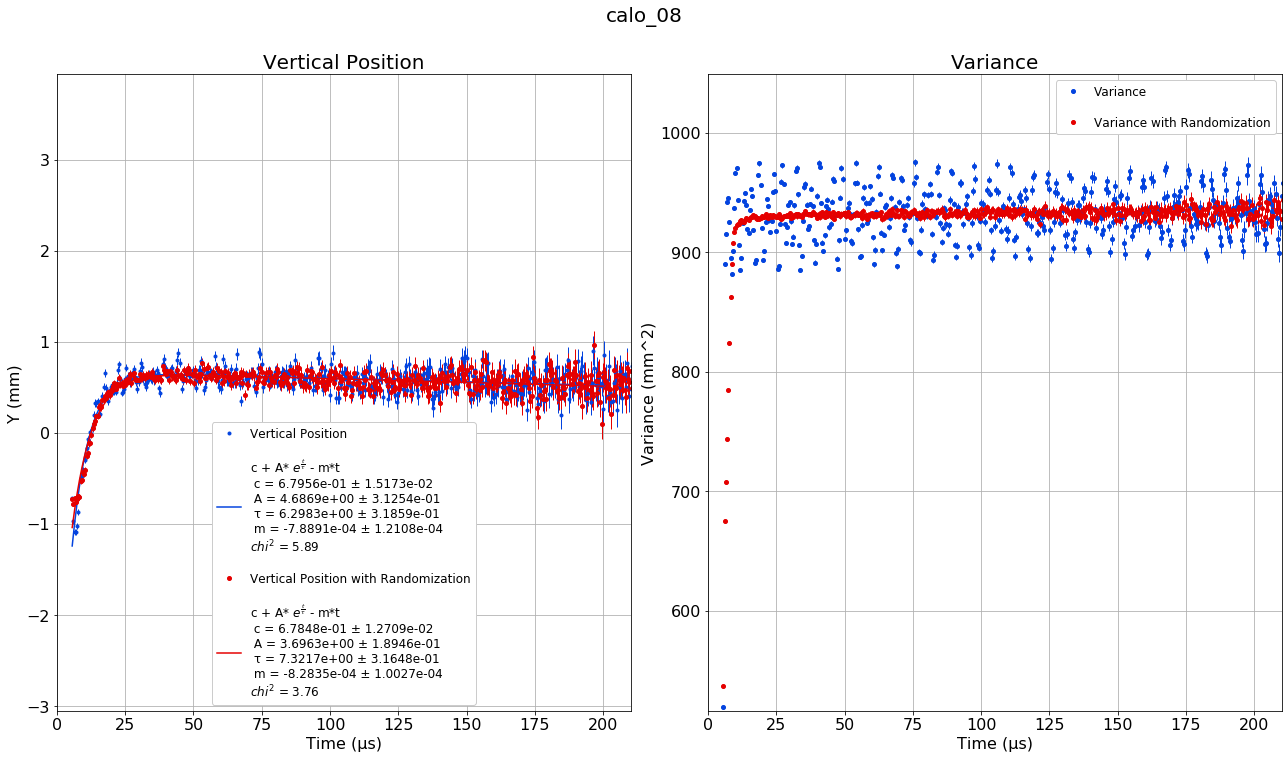 calo_08
Vertical Position
3
2
1
0
−1
−2
−3
Y (mm)
0 25 50 75 100 125 150 175 200
Time (μs)
Vertical Position
c + A* e^{t/τ} - m*t
c = 6.7956e-01 ± 1.5173e-02
A = 4.6869e+00 ± 3.1254e-01
τ = 6.2983e+00 ± 3.1859e-01
m = -7.8891e-04 ± 1.2108e-04
chi² = 5.89
Vertical Position with Randomization
c + A* e^{t/τ} - m*t
c = 6.7848e-01 ± 1.2709e-02
A = 3.6963e+00 ± 1.8946e-01
τ = 7.3217e+00 ± 3.1648e-01
m = -8.2835e-04 ± 1.0027e-04
chi² = 3.76
Variance
1000
900
800
700
600
Variance (mm^2)
0 25 50 75 100 125 150 175 200
Time (μs)
Variance
Variance with Randomization